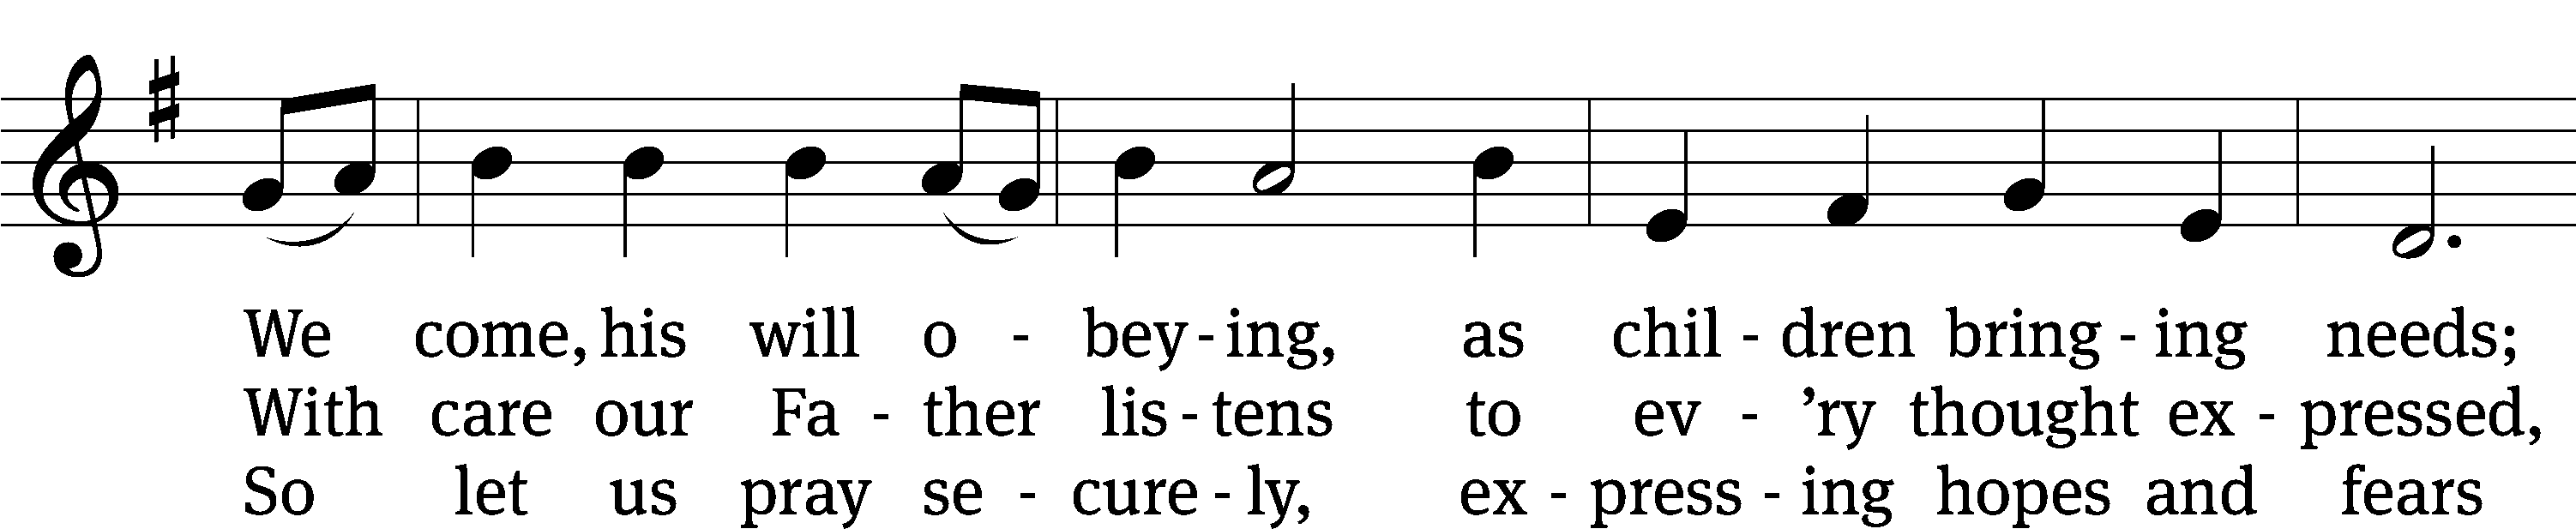 We come, his will o - bey - ing, as chil - dren bring - ing needs;
With care our Fa - ther lis - tens to ev - ’ry thought ex - pressed,
So let us pray se - cure - ly, ex - press - ing hopes and fears